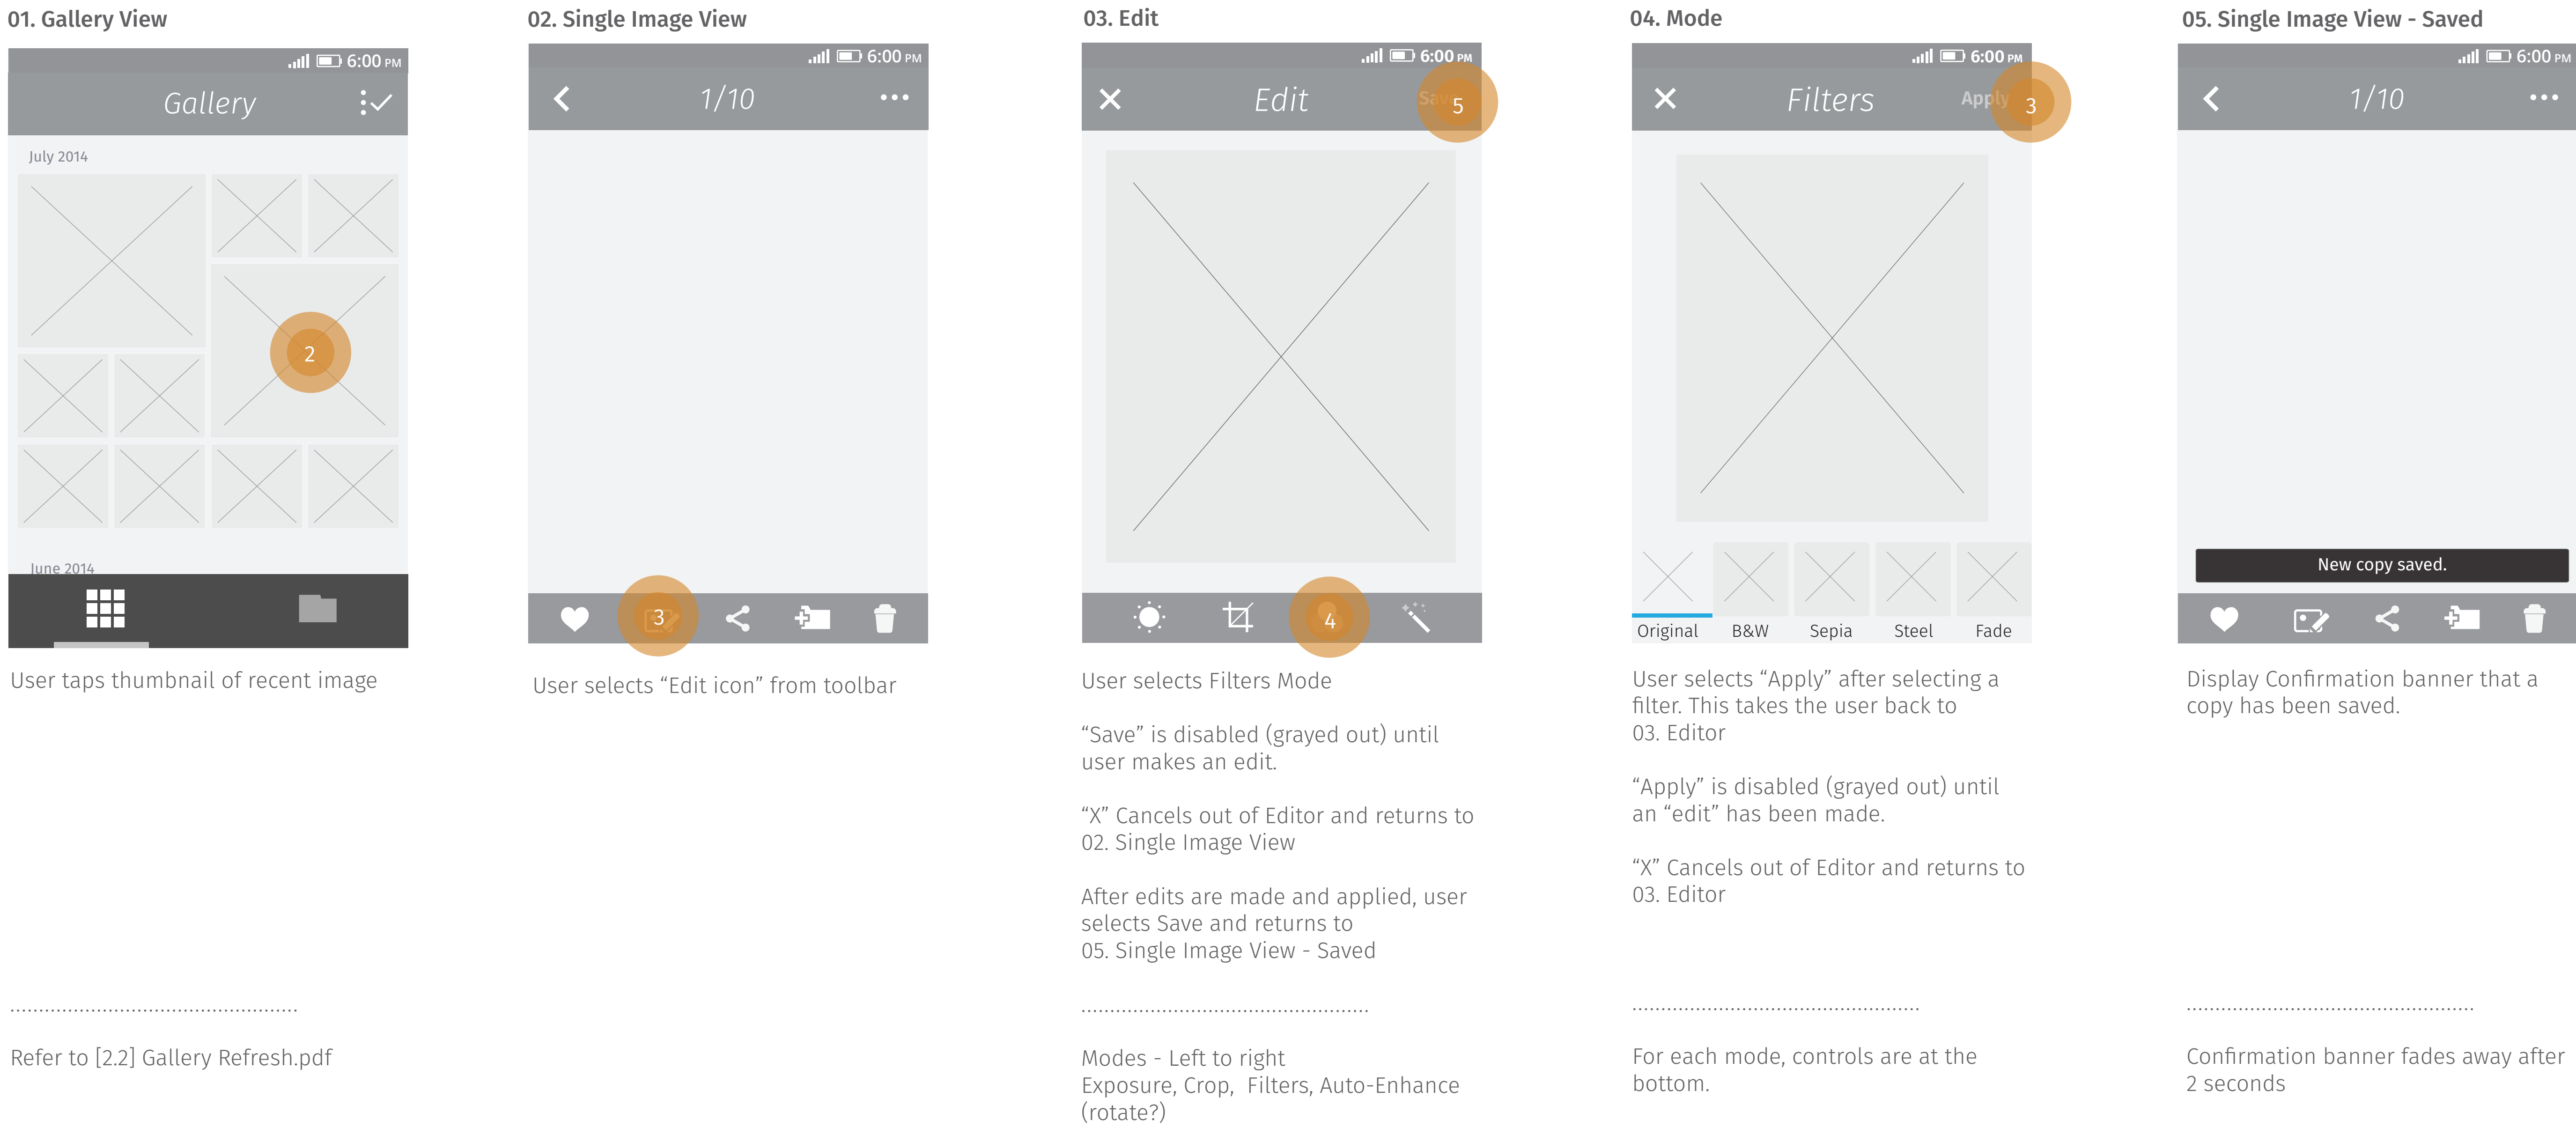 01. Gallery View
6:00 PM
Gallery
July 2014
2
June 2014
User taps thumbnail of recent image
Refer to [2.2] Gallery Refresh.pdf
02. Single Image View
6:00 PM
1/10
3
User selects “Edit icon” from toolbar
03. Edit
6:00 PM
Edit
Save
5
4
User selects Filters Mode
“Save” is disabled (grayed out) until
user makes an edit.
“X” Cancels out of Editor and returns to
02. Single Image View
After edits are made and applied, user
selects Save and returns to
05. Single Image View - Saved
Modes - Left to right
Exposure, Crop, Filters, Auto-Enhance
(rotate?)
04. Mode
6:00 PM
Filters
Apply
3
Original B&W Sepia Steel Fade
User selects “Apply” after selecting a
filter. This takes the user back to
03. Editor
“Apply” is disabled (grayed out) until
an “edit” has been made.
“X” Cancels out of Editor and returns to
03. Editor
For each mode, controls are at the
bottom.
05. Single Image View - Saved
6:00 PM
1/10
New copy saved.
Display Confirmation banner that a
copy has been saved.
Confirmation banner fades away after
2 seconds